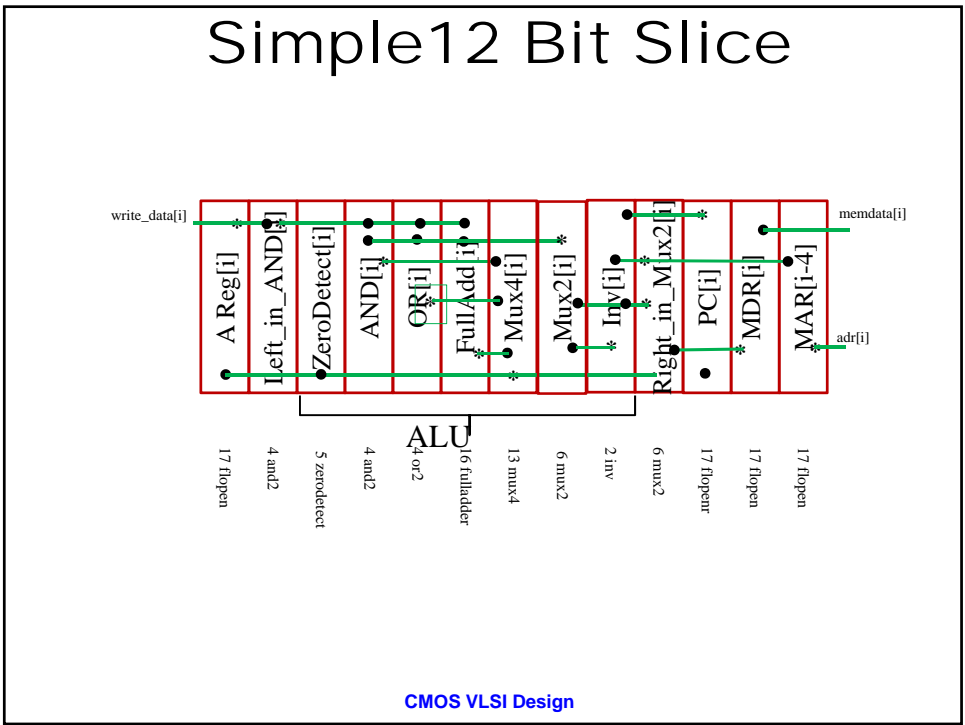 Simple12 Bit Slice
write_data[i]
memdata[i]
adr[i]
A Reg[i]
Left_in_AND[i]
ZeroDetect[i]
AND[i]
OR[i]
FullAdd[i]
Mux4[i]
Mux2[i]
Inv[i]
Right_in_Mux2[i]
PC[i]
MDR[i]
MAR[i-4]
ALU
17 flopen
4 and2
5 zerodetect
4 and2
4 or2
16 fulladder
13 mux4
6 mux2
2 inv
6 mux2
17 flopenr
17 flopen
17 flopen
CMOS VLSI Design